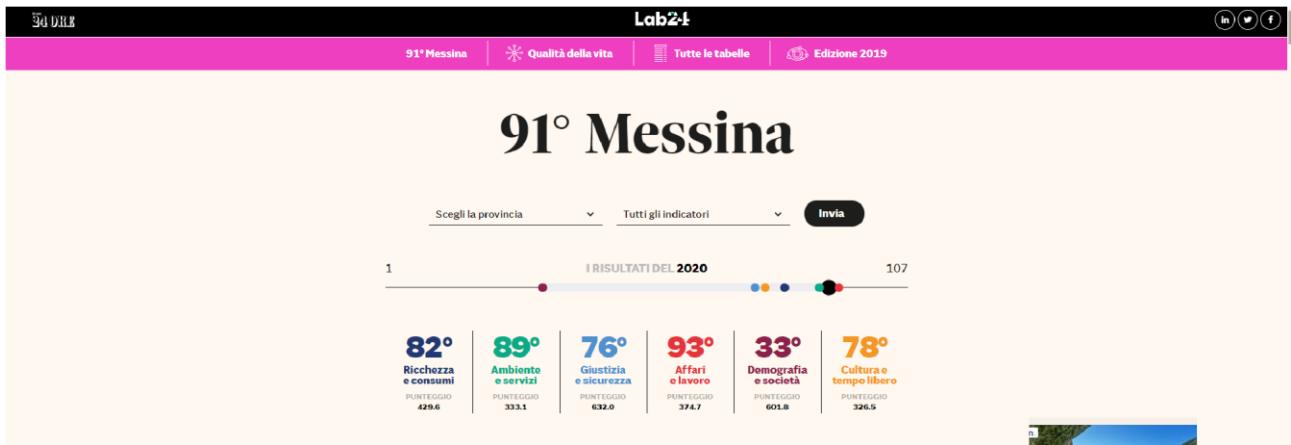 24 ORE
Lab24
in
f
91° Messina
Qualità della vita
Tutte le tabelle
Edizione 2019
91° Messina
Scegli la provincia
Tutti gli indicatori
Invia
1
I RISULTATI DEL 2020
107
82° 89° 76° 93° 33° 78°
Ricchezza Ambiente Giustizia Affari Demografia Cultura e
e consumi e servizi e sicurezza e lavoro e società tempo libero
PUNTEGGIO PUNTEGGIO PUNTEGGIO PUNTEGGIO PUNTEGGIO PUNTEGGIO
429.6 333.1 632.0 374.7 601.8 326.5